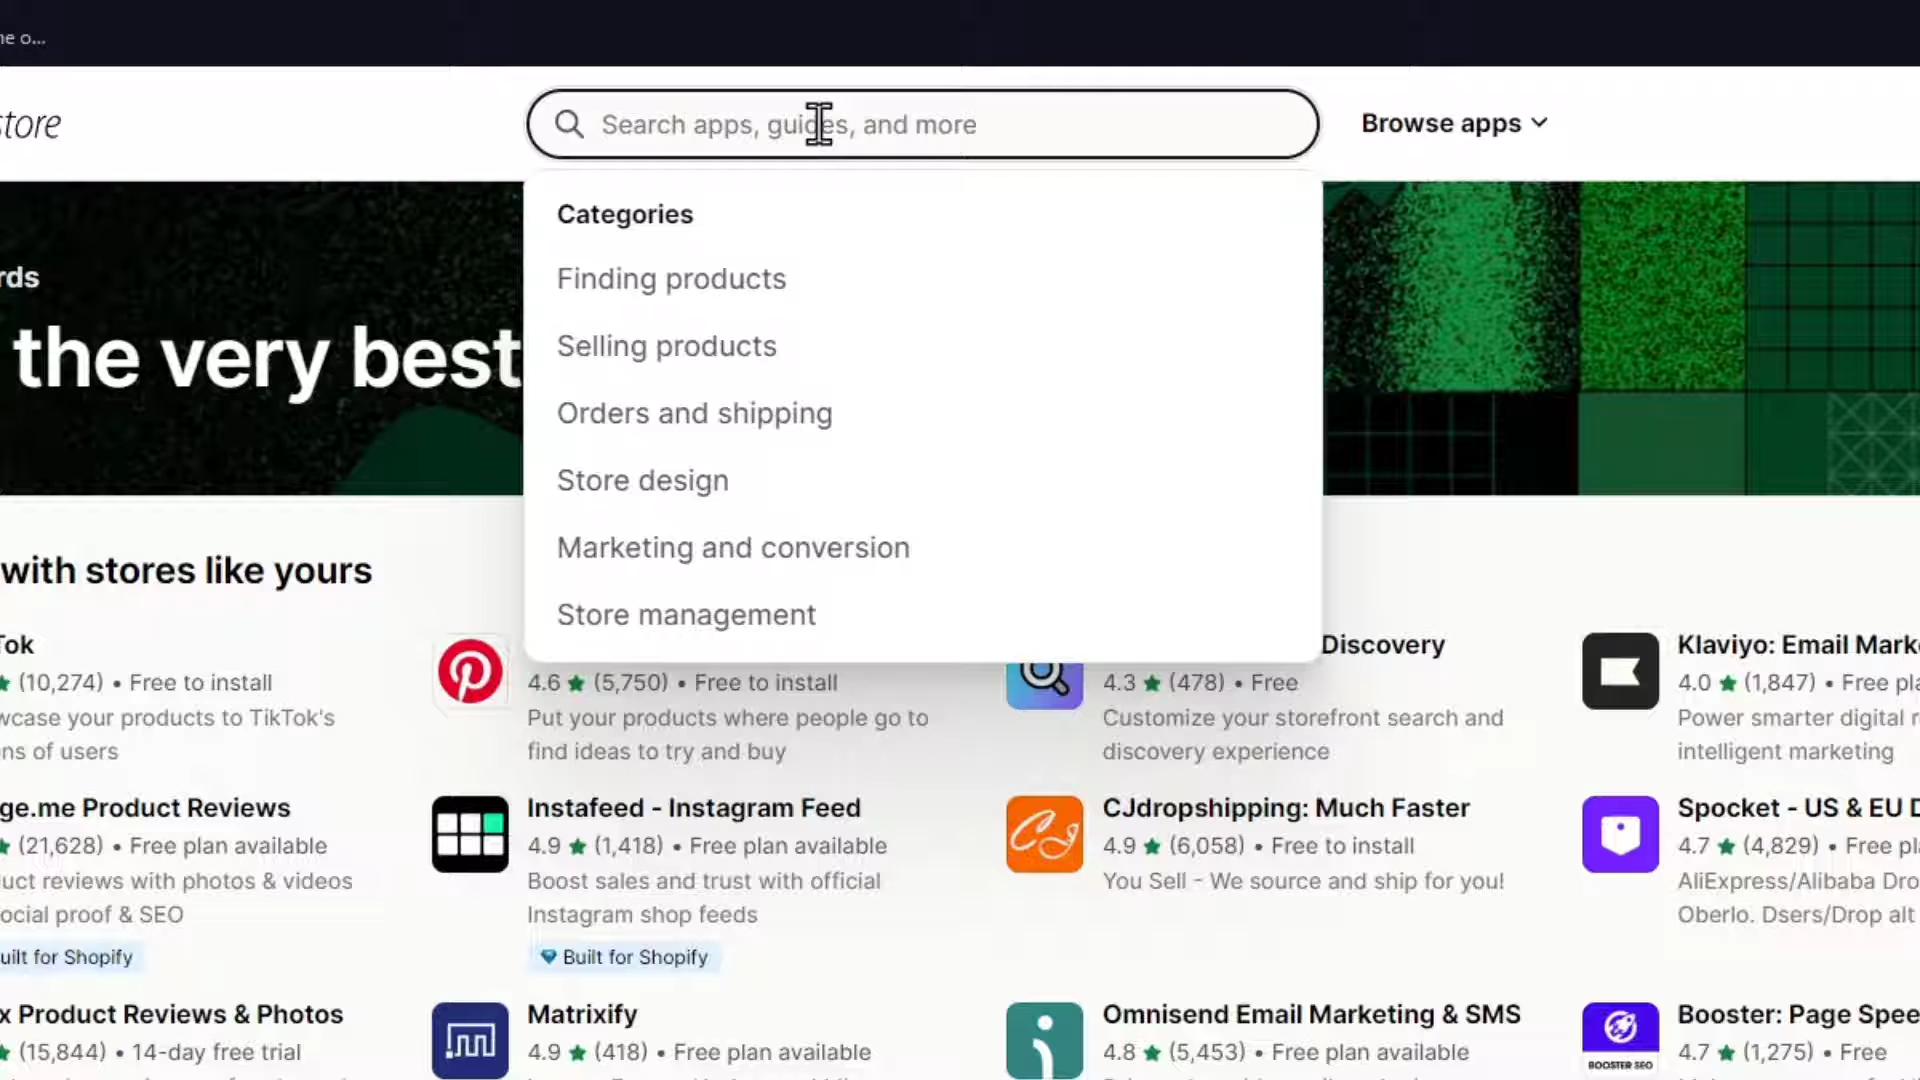 ne o...
store
Search apps, guides, and more
Browse apps
rds
the very best
Categories
Finding products
Selling products
Orders and shipping
Store design
Marketing and conversion
Store management
with stores like yours
Tok
(10,274) • Free to install
wcase your products to TikTok's
ns of users
4.6 ★ (5,750) • Free to install
Put your products where people go to
find ideas to try and buy
Discovery
4.3 ★ (478) • Free
Customize your storefront search and
discovery experience
Klaviyo: Email Mark
4.0 ★ (1,847) • Free pla
Power smarter digital r
intelligent marketing
ge.me Product Reviews
★ (21,628) • Free plan available
uct reviews with photos & videos
ocial proof & SEO
uilt for Shopify
Instafeed - Instagram Feed
4.9 ★ (1,418) • Free plan available
Boost sales and trust with official
Instagram shop feeds
Built for Shopify
CJdropshipping: Much Faster
4.9 ★ (6,058) • Free to install
You Sell - We source and ship for you!
Spocket - US & EU D
4.7 ★ (4,829) • Free pl
AliExpress/Alibaba Dro
Oberlo. Dsers/Drop alt
x Product Reviews & Photos
★ (15,844) • 14-day free trial
Matrixify
4.9 ★ (418) • Free plan available
Omnisend Email Marketing & SMS
4.8 ★ (5,453) • Free plan available
BOOSTER SEO
Booster: Page Spee
4.7 ★ (1,275) • Free